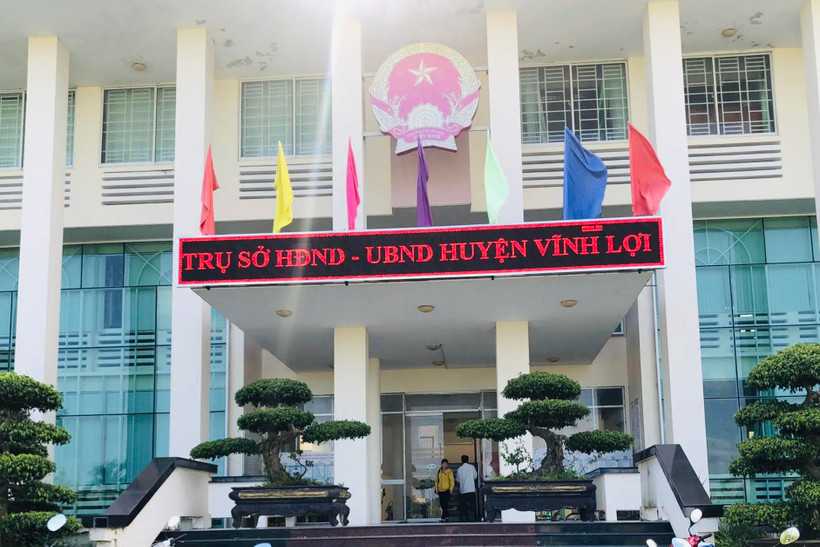 TRỤ SỞ HĐND - UBND HUYỆN VĨNH LỢI